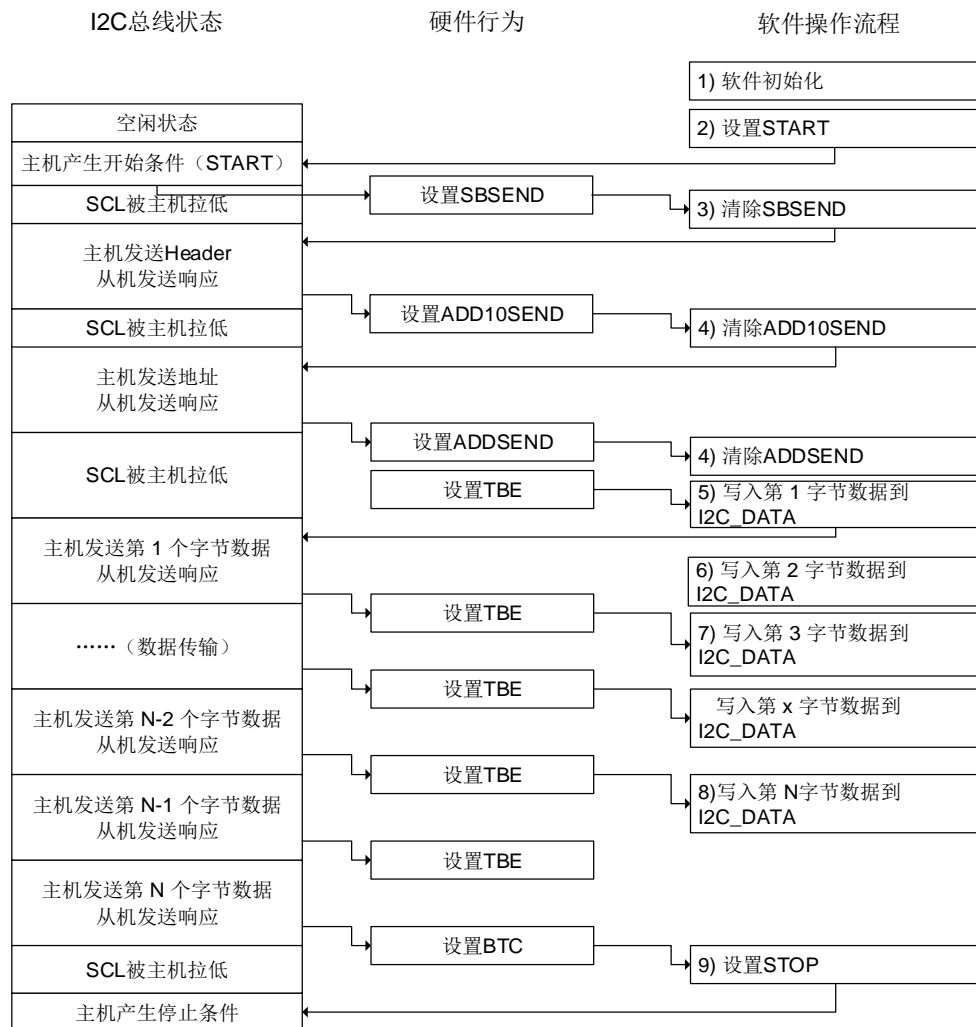 I2C总线状态
硬件行为
软件操作流程
1) 软件初始化
空闲状态
2) 设置START
主机产生开始条件（START）
SCL被主机拉低
设置SBSEND
3) 清除SBSEND
主机发送Header
从机发送响应
设置ADD10SEND
4) 清除ADD10SEND
SCL被主机拉低
主机发送地址
从机发送响应
设置ADDSEND
4) 清除ADDSEND
SCL被主机拉低
设置TBE
5) 写入第 1 字节数据到
I2C_DATA
主机发送第 1 个字节数据
从机发送响应
6) 写入第 2 字节数据到
I2C_DATA
设置TBE
7) 写入第 3 字节数据到
I2C_DATA
……（数据传输）
设置TBE
写入第 x 字节数据到
I2C_DATA
主机发送第 N-2 个字节数据
从机发送响应
设置TBE
8)写入第 N字节数据到
I2C_DATA
主机发送第 N-1 个字节数据
从机发送响应
设置TBE
主机发送第 N 个字节数据
从机发送响应
设置BTC
9) 设置STOP
SCL被主机拉低
主机产生停止条件